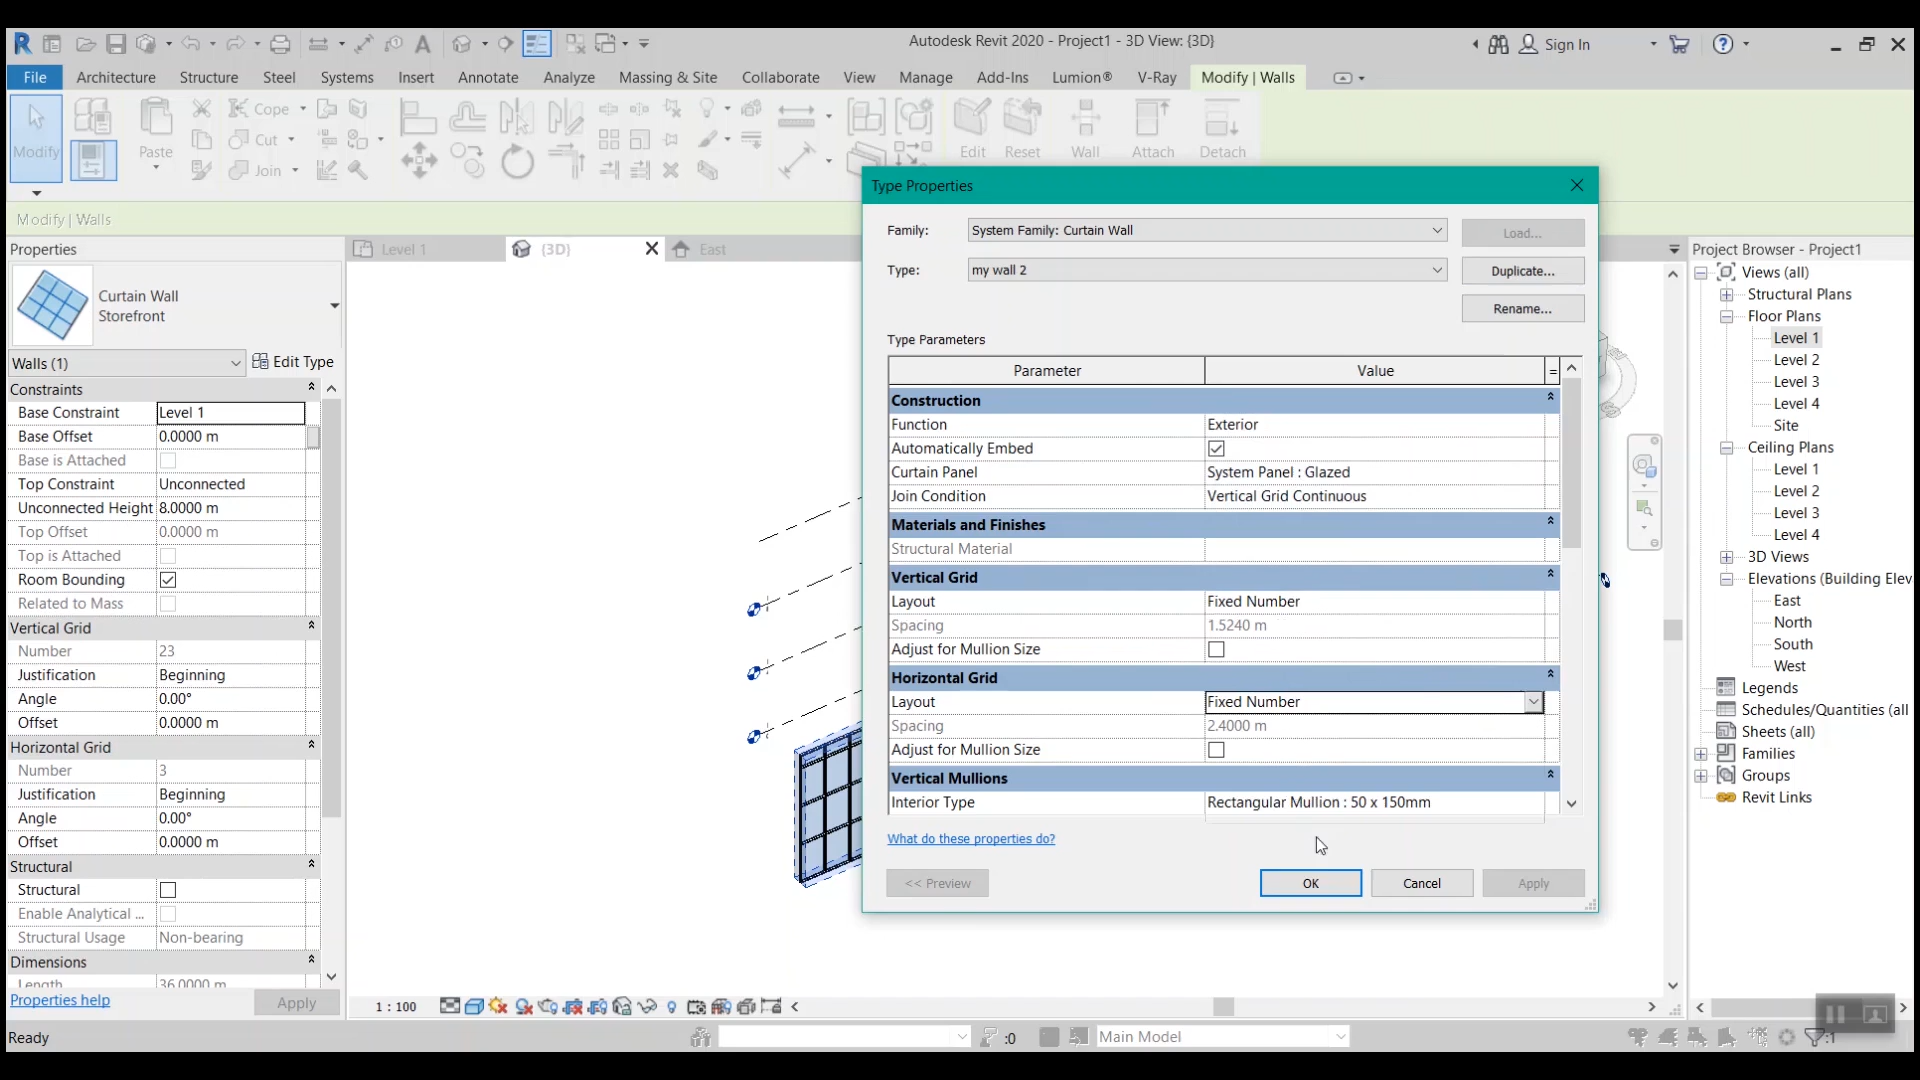 Autodesk Revit 2020 - Project1 - 3D View: {3D}
Sign In
File Architecture Structure Steel Systems Insert Annotate Analyze Massing & Site Collaborate View Manage Add-Ins Lumion® V-Ray Modify | Walls
Cope
Cut
Join
Modify
Paste
Edit
Reset
Wall
Attach
Detach
Modify | Walls
Properties
Curtain Wall
Storefront
Walls (1)
Edit Type
Constraints
Base Constraint Level 1
Base Offset 0.0000 m
Base is Attached
Top Constraint Unconnected
Unconnected Height 8.0000 m
Top Offset 0.0000 m
Top is Attached
Room Bounding
Related to Mass
Vertical Grid
Number 23
Justification Beginning
Angle 0.00°
Offset 0.0000 m
Horizontal Grid
Number 3
Justification Beginning
Angle 0.00°
Offset 0.0000 m
Structural
Structural
Enable Analytical ...
Structural Usage Non-bearing
Dimensions
Length 36.0000 m
Properties help
Apply
Level 1
{3D}
East
Type Properties
Family: System Family: Curtain Wall
Load...
Type: my wall 2
Duplicate...
Rename...
Type Parameters
Parameter Value =
Construction
Function Exterior
Automatically Embed
Curtain Panel System Panel : Glazed
Join Condition Vertical Grid Continuous
Materials and Finishes
Structural Material
Vertical Grid
Layout Fixed Number
Spacing 1.5240 m
Adjust for Mullion Size
Horizontal Grid
Layout Fixed Number
Spacing 2.4000 m
Adjust for Mullion Size
Vertical Mullions
Interior Type Rectangular Mullion : 50 x 150mm
What do these properties do?
<< Preview
OK
Cancel
Apply
Project Browser - Project1
Views (all)
Structural Plans
Floor Plans
Level 1
Level 2
Level 3
Level 4
Site
Ceiling Plans
Level 1
Level 2
Level 3
Level 4
3D Views
Elevations (Building Elev
East
North
South
West
Legends
Schedules/Quantities (all
Sheets (all)
Families
Groups
Revit Links
1 : 100
Ready
:0
Main Model
:1